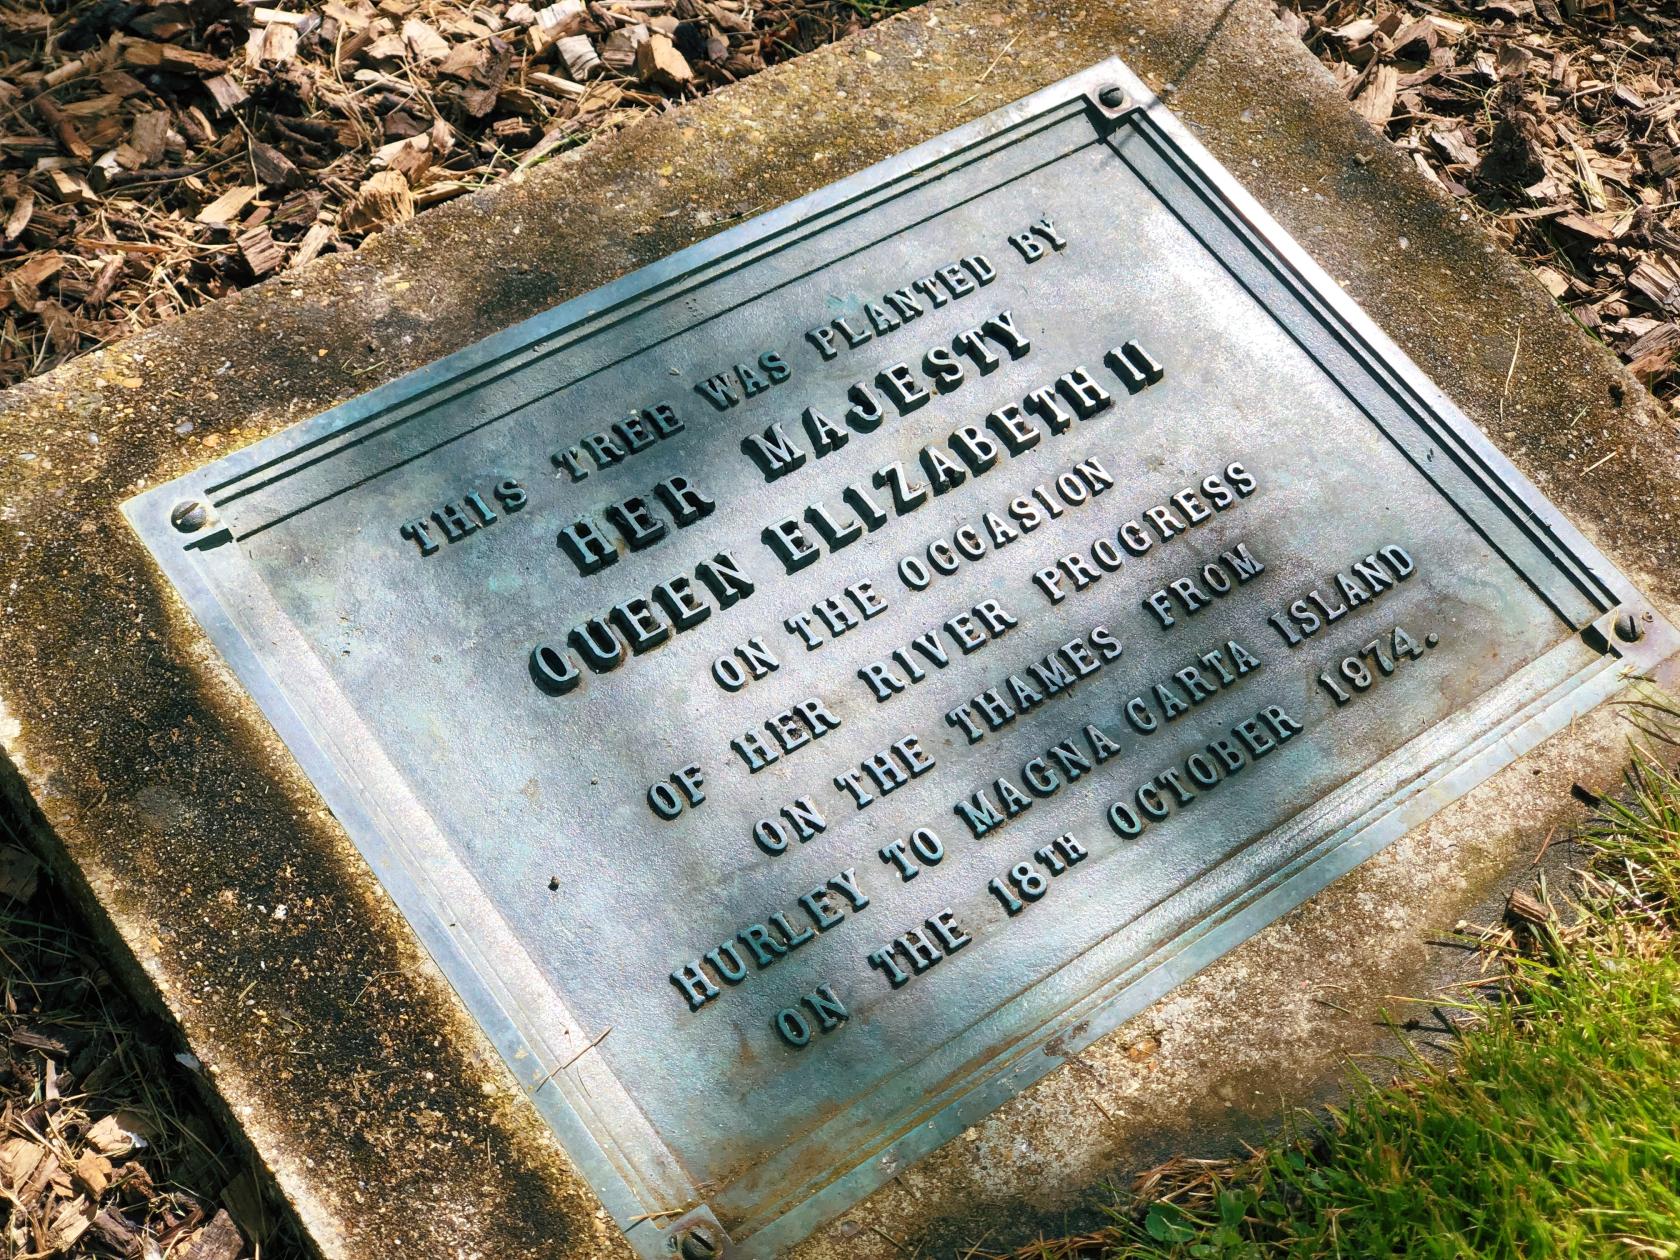 THIS TREE WAS PLANTED BY
HER MAJESTY
QUEEN ELIZABETH II
ON THE OCCASION
OF HER RIVER PROGRESS
ON THE THAMES FROM
HURLEY TO MAGNA CARTA ISLAND
ON THE 18TH OCTOBER 1974.